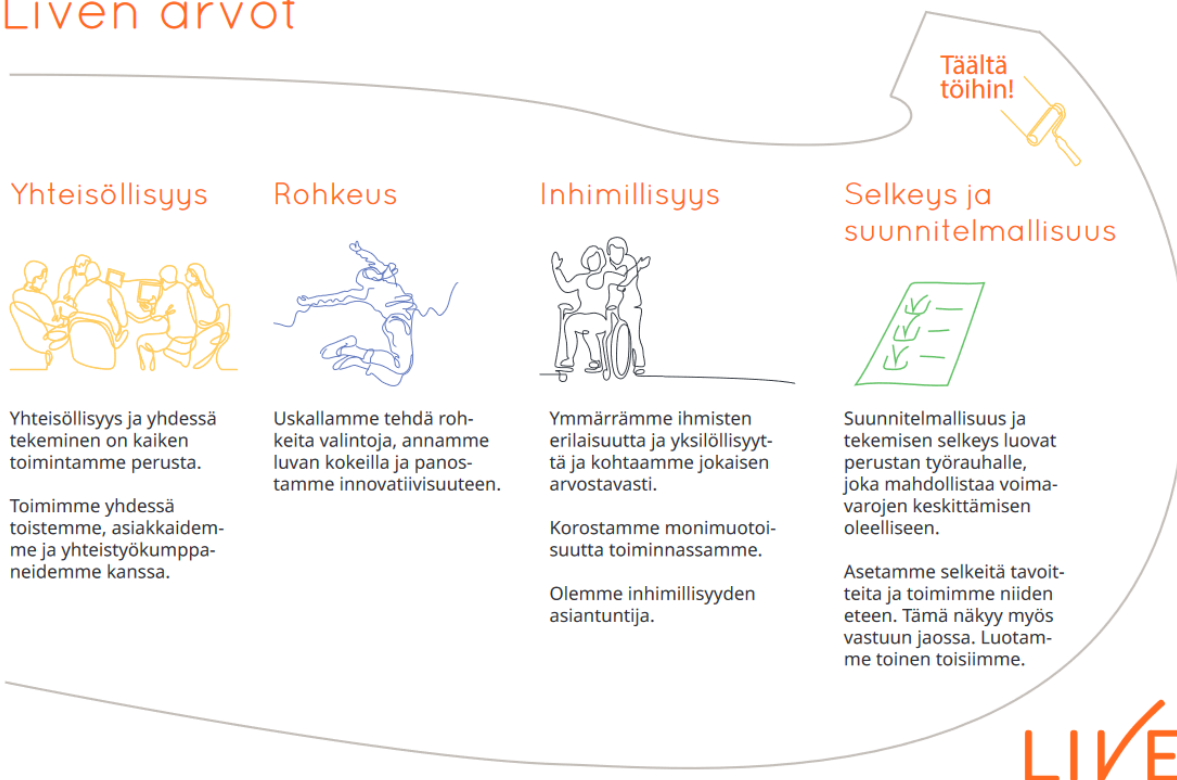 Liven arvot
Täältä
töihin!
Yhteisöllisyys
Yhteisöllisyys ja yhdessä
tekeminen on kaiken
toimintamme perusta.
Toimimme yhdessä
toistemme, asiakkaidem-
me ja yhteistyökumppa-
neidemme kanssa.
Rohkeus
Uskallamme tehdä roh-
keita valintoja, annamme
luvan kokeilla ja panos-
tamme innovatiivisuuteen.
Inhimillisyys
Ymmärrämme ihmisten
erilaisuutta ja yksilöllisyyt-
tä ja kohtaamme jokaisen
arvostavasti.
Korostamme monimuotoi-
suutta toiminnassamme.
Olemme inhimillisyyden
asiantuntija.
Selkeys ja
suunnitelmallisuus
Suunnitelmallisuus ja
tekemisen selkeys luovat
perustan työrauhalle,
joka mahdollistaa voima-
varojen keskittämisen
oleelliseen.
Asetamme selkeitä tavoit-
teita ja toimimme niiden
eteen. Tämä näkyy myös
vastuun jaossa. Luotam-
me toinen toisiimme.
LIVE